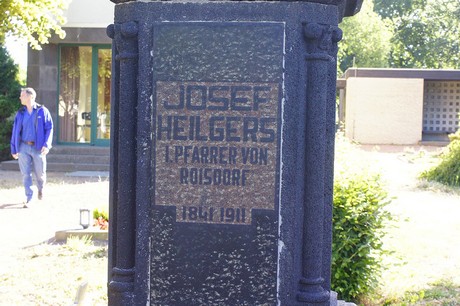 JOSEF
HEILGERS
I. PFARRER VON
ROISDORF
1841 1911